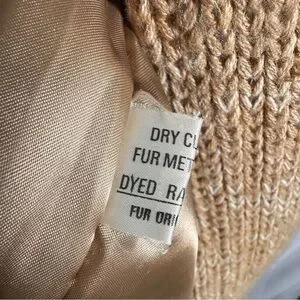 DRY CL
FUR MET
DYED RA
FUR ORI